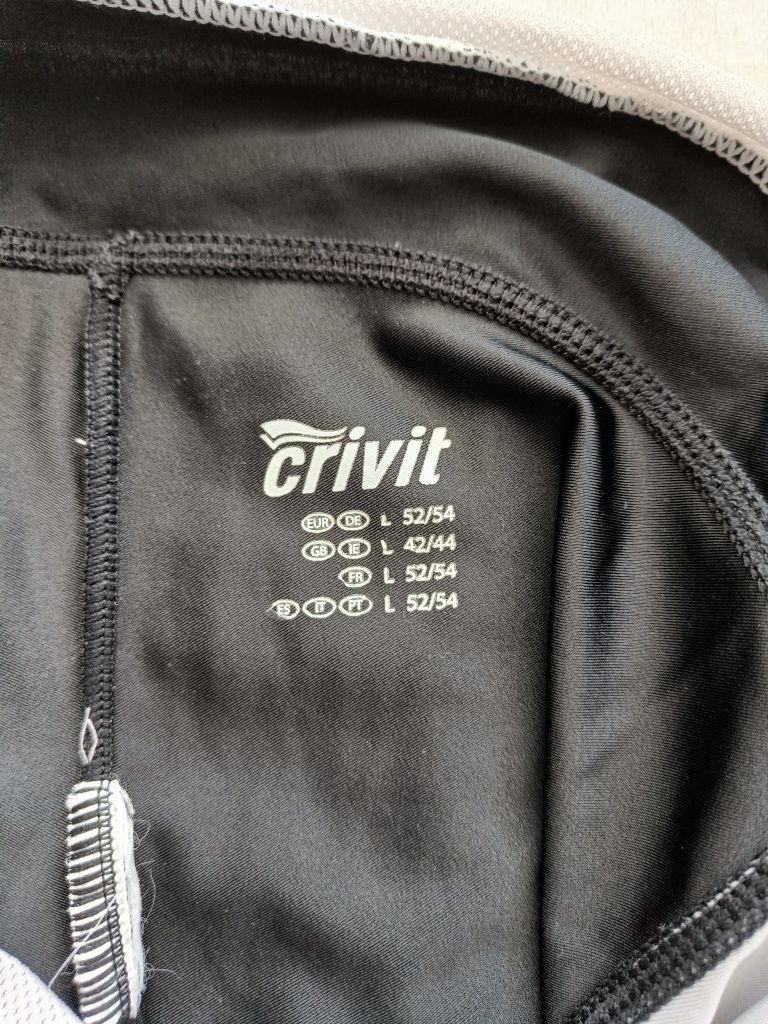 crivit
EUR DE L 52/54
GB IE L 42/44
FR L 52/54
ES IT PT L 52/54